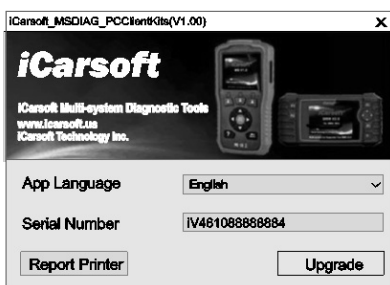 iCarsoft_MSDIAG_PCClientKits(V1.00)
X
iCarsoft
iCarsoft Multi-system Diagnostic Tools
www.icarsoft.us
iCarsoft Technology Inc.
App Language
English
Serial Number
IV461088888884
Report Printer
Upgrade